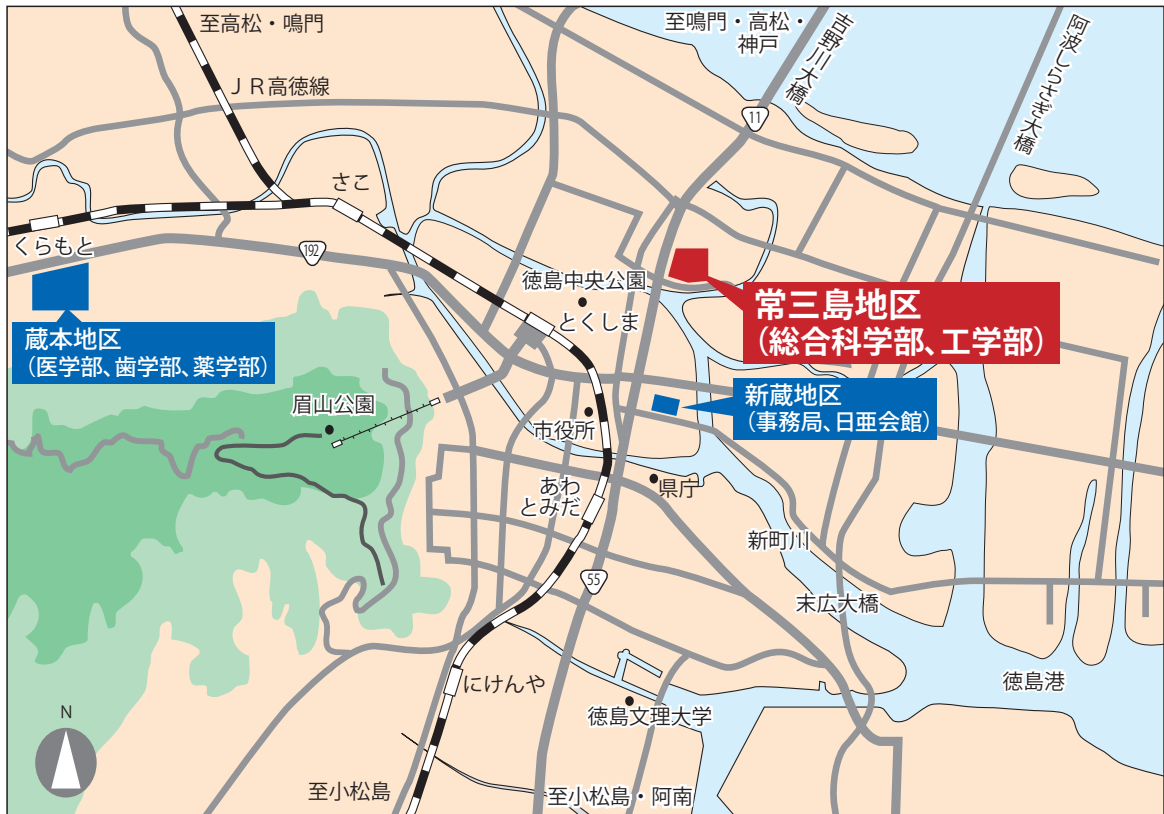 至高松・鳴門
ＪＲ高徳線
至鳴門・高松・
神戸
吉野川大橋
阿波しらさぎ大橋
11
さこ
くらもと
192
徳島中央公園
とくしま
常三島地区
（総合科学部、工学部）
蔵本地区
（医学部、歯学部、薬学部）
新蔵地区
（事務局、日亜会館）
眉山公園
市役所
あわ
とみだ
県庁
新町川
55
末広大橋
にけんや
徳島港
徳島文理大学
N
至小松島
至小松島・阿南